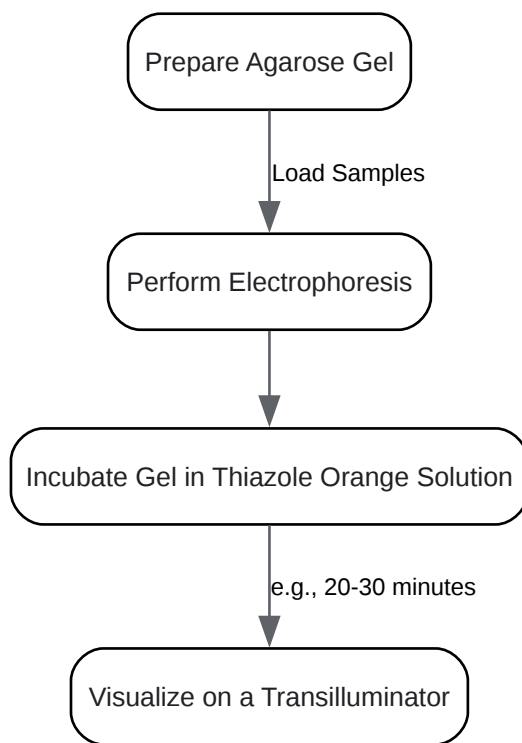 Prepare Agarose Gel
Load Samples
Perform Electrophoresis
Incubate Gel in Thiazole Orange Solution
e.g., 20-30 minutes
Visualize on a Transilluminator